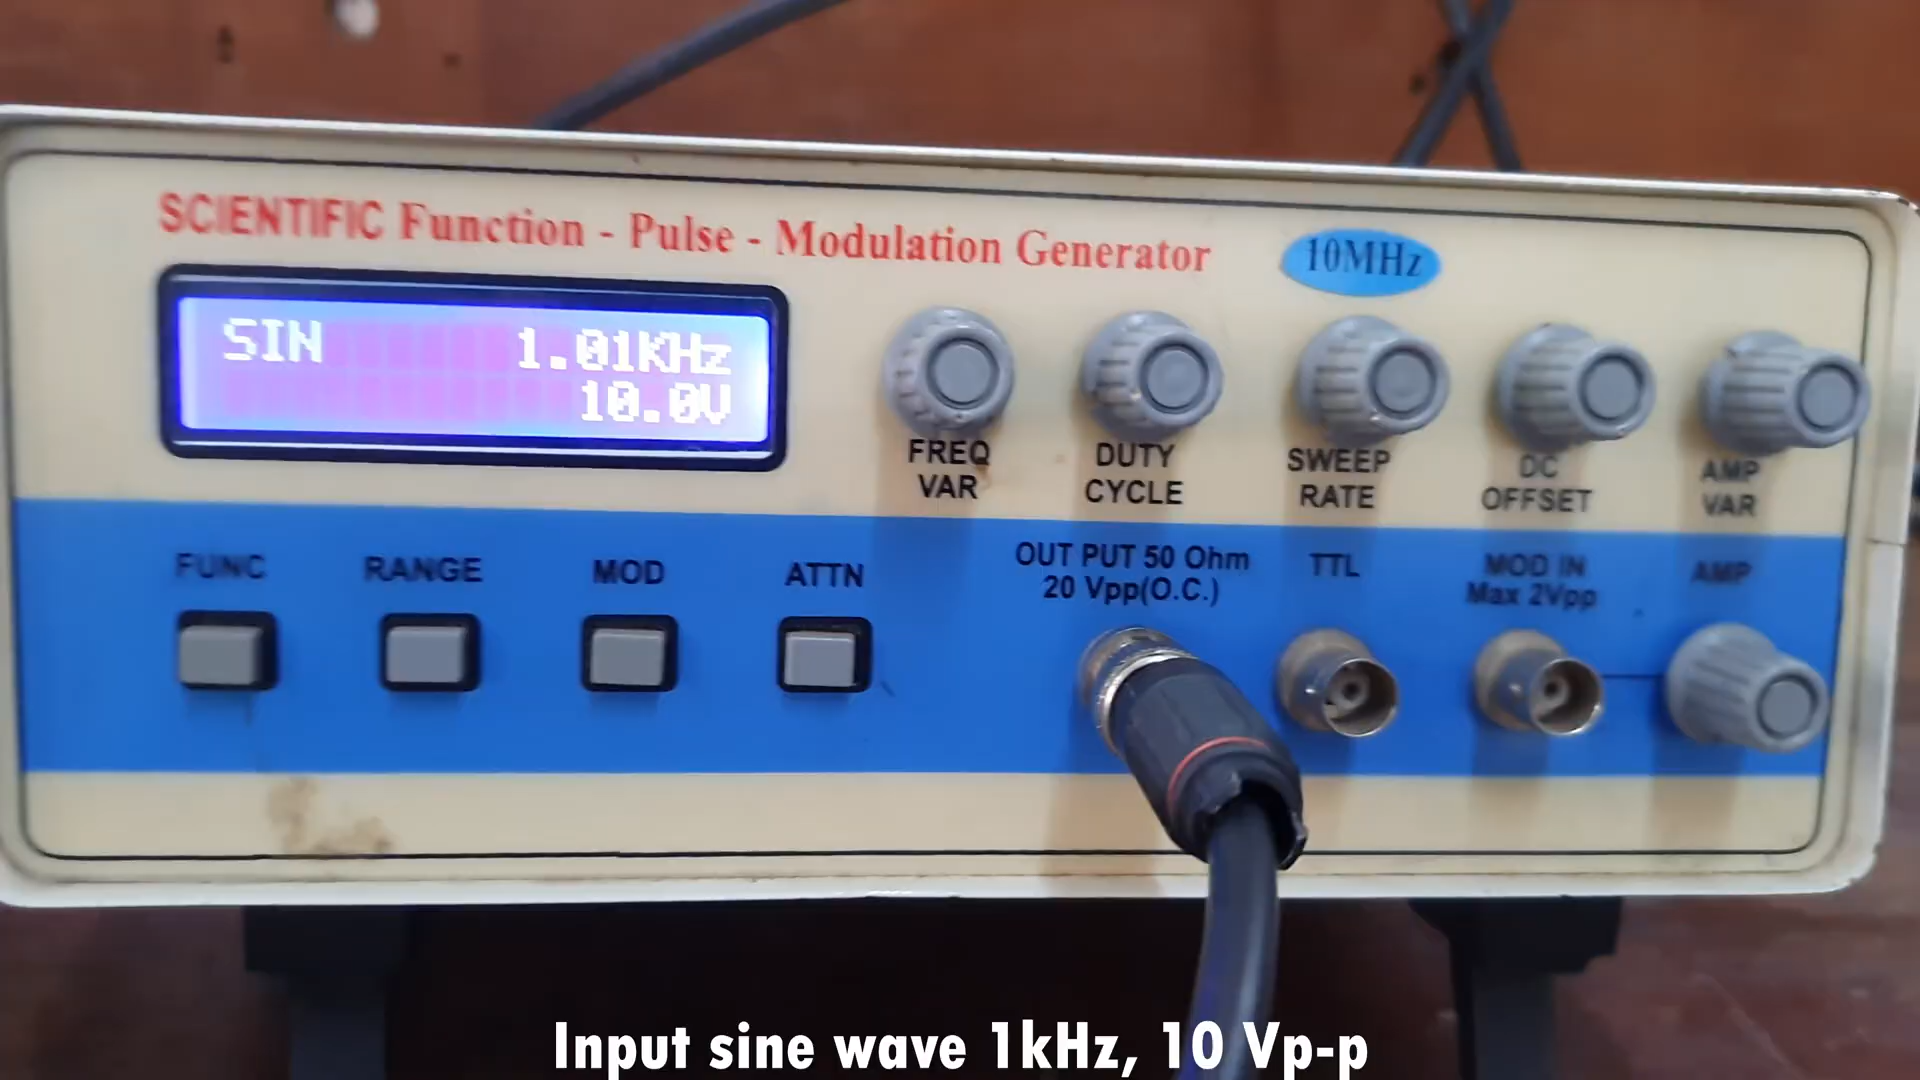 SCIENTIFIC Function - Pulse - Modulation Generator
10MHz
SIN 1.01KHz
10.0V
FREQ
VAR
DUTY
CYCLE
SWEEP
RATE
DC
OFFSET
AMP
VAR
FUNC
RANGE
MOD
ATTN
OUT PUT 50 Ohm
20 Vpp(O.C.)
TTL
MOD IN
Max 2Vpp
AMP
Input sine wave 1kHz, 10 Vp-p